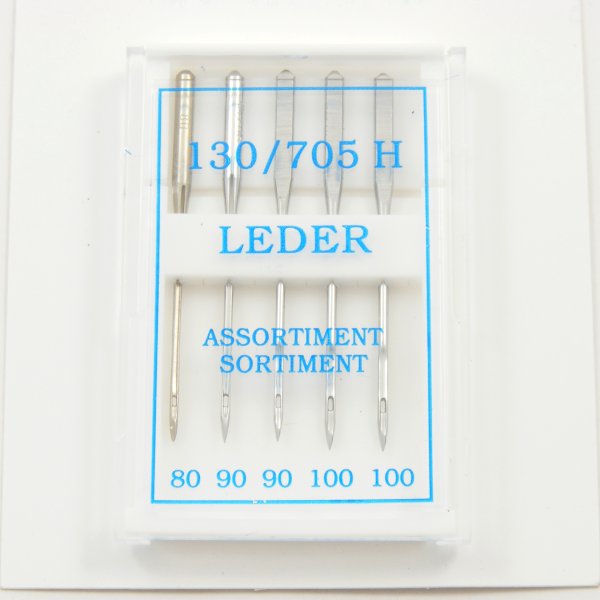 130/705 H
LEDER
ASSORTIMENT
SORTIMENT
80 90 90 100 100